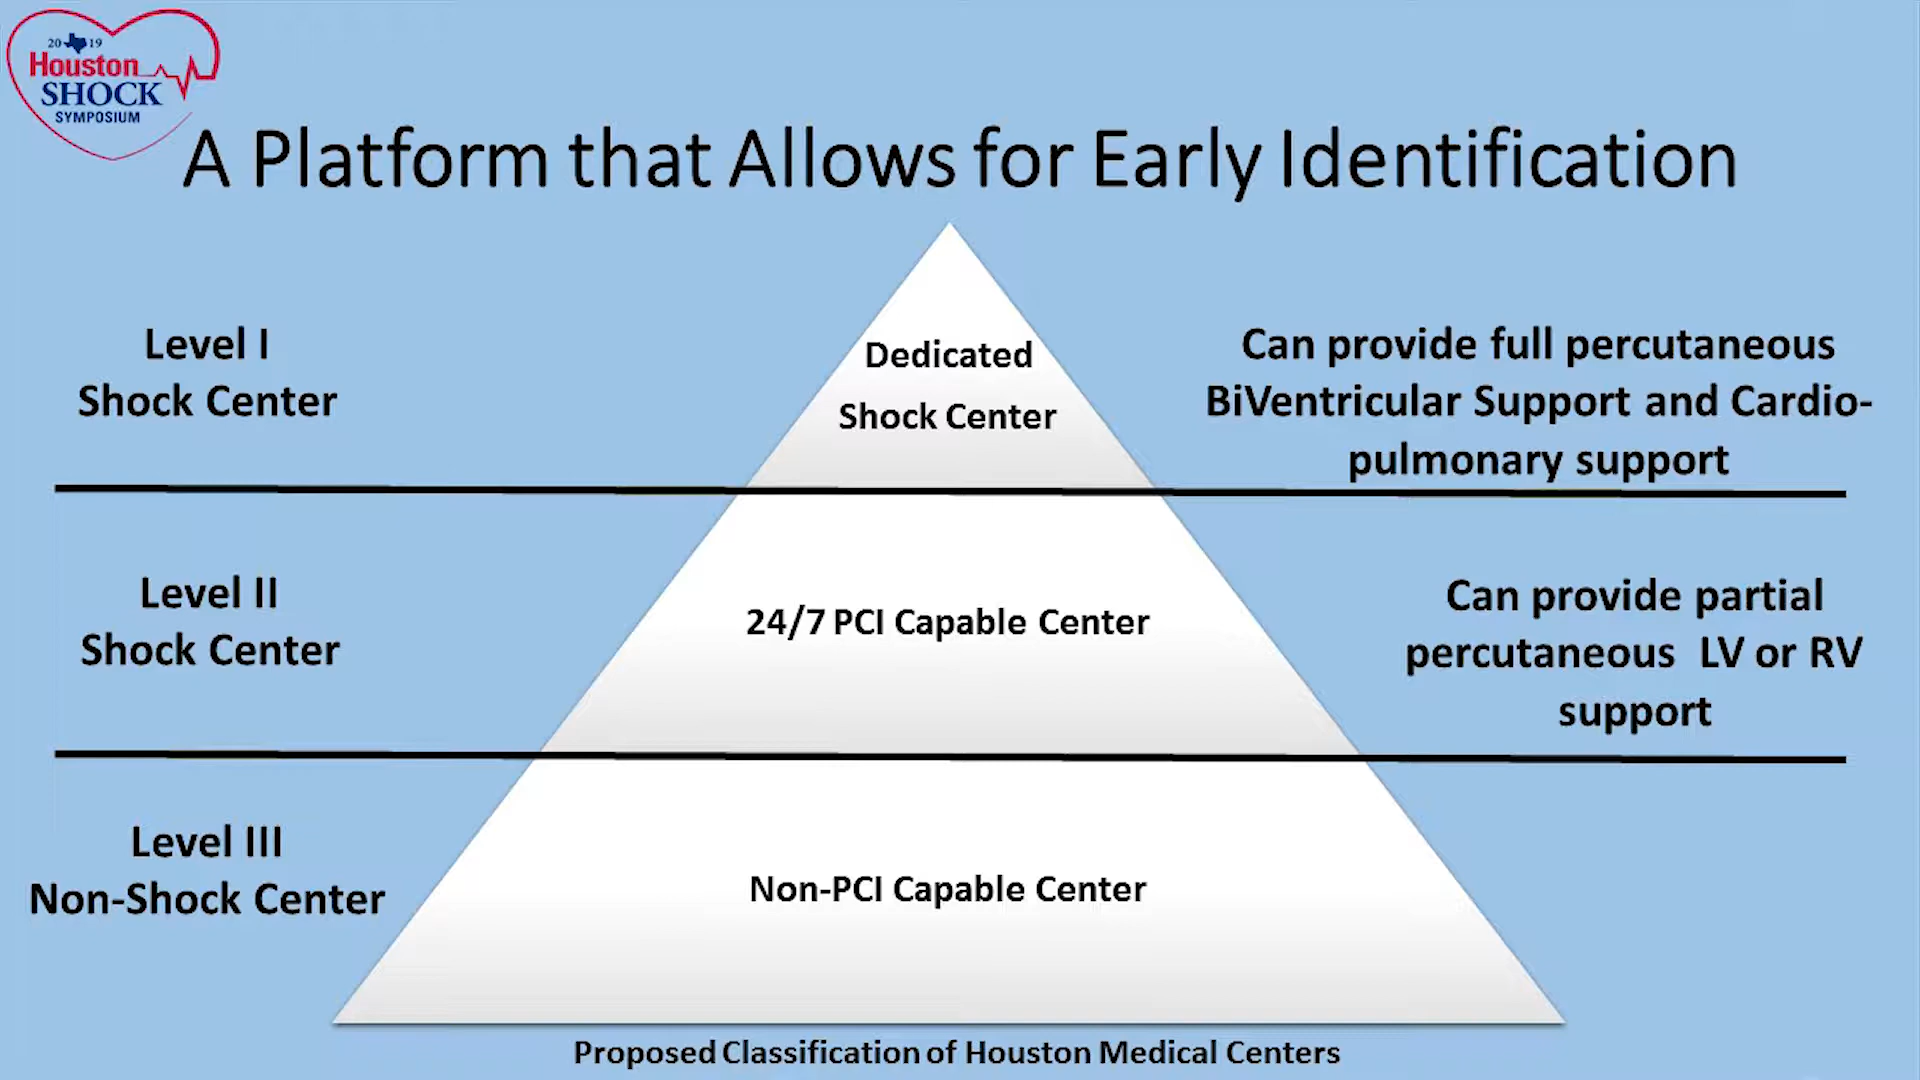 20 19
Houston
SHOCK
SYMPOSIUM
A Platform that Allows for Early Identification
Level I
Shock Center
Dedicated
Shock Center
Can provide full percutaneous
BiVentricular Support and Cardio-
pulmonary support
Level II
Shock Center
24/7 PCI Capable Center
Can provide partial
percutaneous LV or RV
support
Level III
Non-Shock Center
Non-PCI Capable Center
Proposed Classification of Houston Medical Centers